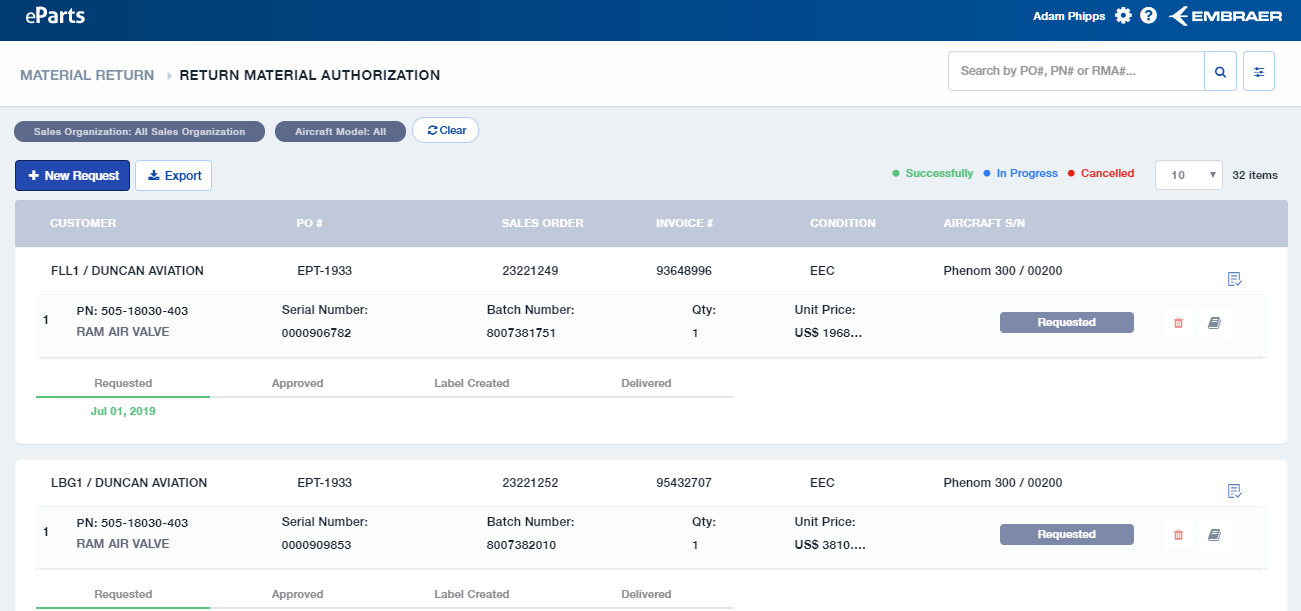 eParts
Adam Phipps EMBRAER
MATERIAL RETURN RETURN MATERIAL AUTHORIZATION
Search by PO#, PN# or RMA#...
Sales Organization: All Sales Organization Aircraft Model: All Clear
New Request Export
Successfully In Progress Cancelled 10 32 items
CUSTOMER PO # SALES ORDER INVOICE # CONDITION AIRCRAFT S/N
FLL1 / DUNCAN AVIATION EPT-1933 23221249 93648996 EEC Phenom 300 / 00200
1 PN: 505-18030-403 Serial Number: Batch Number: Qty: Unit Price: Requested
RAM AIR VALVE 0000906782 8007381751 1 US$ 1968...
Requested Approved Label Created Delivered
Jul 01, 2019
LBG1 / DUNCAN AVIATION EPT-1933 23221252 95432707 EEC Phenom 300 / 00200
1 PN: 505-18030-403 Serial Number: Batch Number: Qty: Unit Price: Requested
RAM AIR VALVE 0000909853 8007382010 1 US$ 3810....
Requested Approved Label Created Delivered